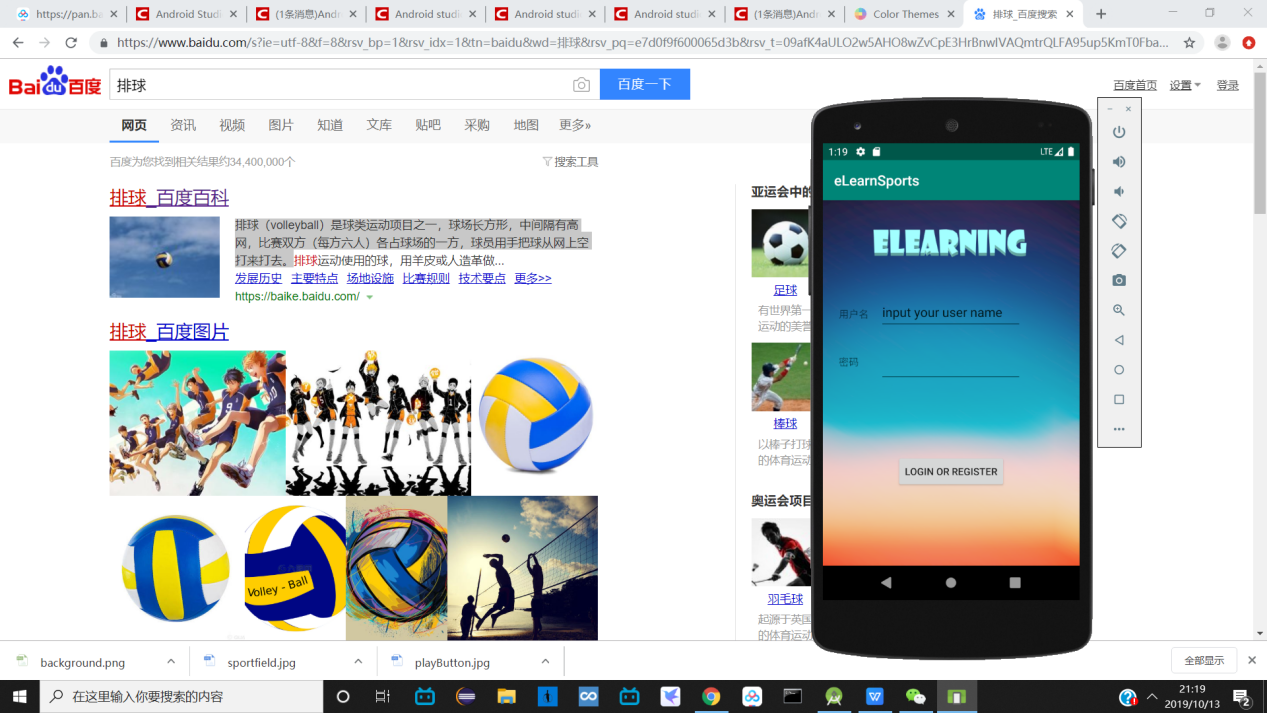 https://pan.ba
Android Studi
(1条消息)Andr
Android studi
Android studi
Android studi
(1条消息)Andr
Color Themes
排球_百度搜索
https://www.baidu.com/s?ie=utf-8&f=8&rsv_bp=1&rsv_idx=1&tn=baidu&wd=排球&rsv_pq=e7d0f9f600065d3b&rsv_t=09afK4aULO2w5AHO8wZvCpE3HrBnwIVAQmtrQLFA95up5KmT0Fba...
Bai du 百度
排球
百度一下
百度首页 设置 登录
网页 资讯 视频 图片 知道 文库 贴吧 采购 地图 更多»
百度为您找到相关结果约34,400,000个
搜索工具
排球_百度百科
排球（volleyball）是球类运动项目之一，球场长方形，中间隔有高
网，比赛双方（每方六人）各占球场的一方，球员用手把球从网上空
打来打去。排球运动使用的球，用羊皮或人造革做...
发展历史 主要特点 场地设施 比赛规则 技术要点 更多>>
https://baike.baidu.com/
排球_百度图片
Volley - Ball
亚运会中的
足球
有世界第一
运动的美誉
棒球
以棒子打球
的体育运动
奥运会项目
羽毛球
起源于英国
的体育运动
1:19
LTE
eLearnSports
ELEARNING
用户名 input your user name
密码
LOGIN OR REGISTER
background.png
sportfield.jpg
playButton.jpg
全部显示
在这里输入你要搜索的内容
21:19
2019/10/13
2